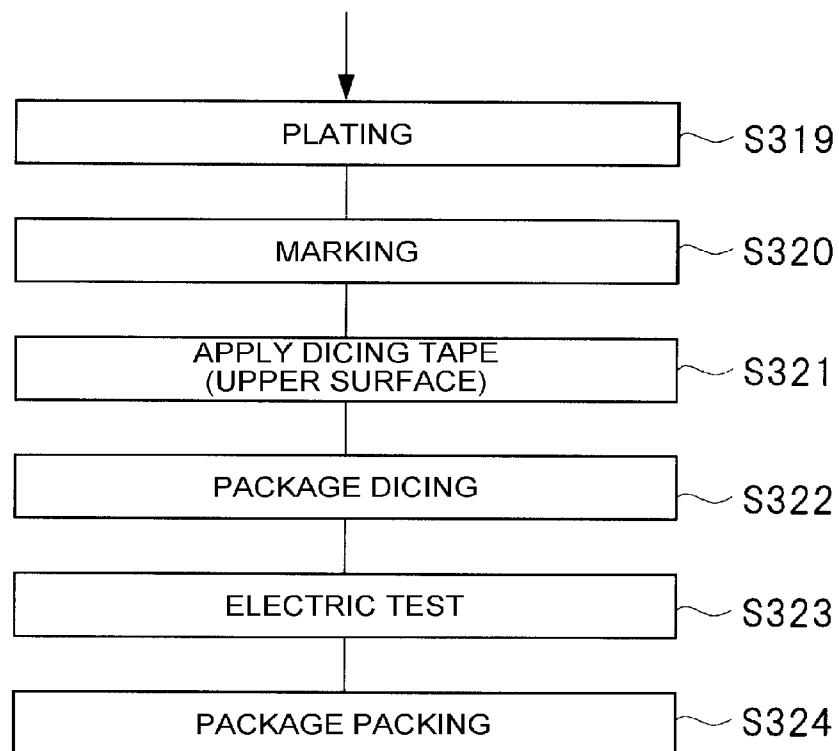 PLATING
S319
MARKING
S320
APPLY DICING TAPE
(UPPER SURFACE)
S321
PACKAGE DICING
S322
ELECTRIC TEST
S323
PACKAGE PACKING
S324